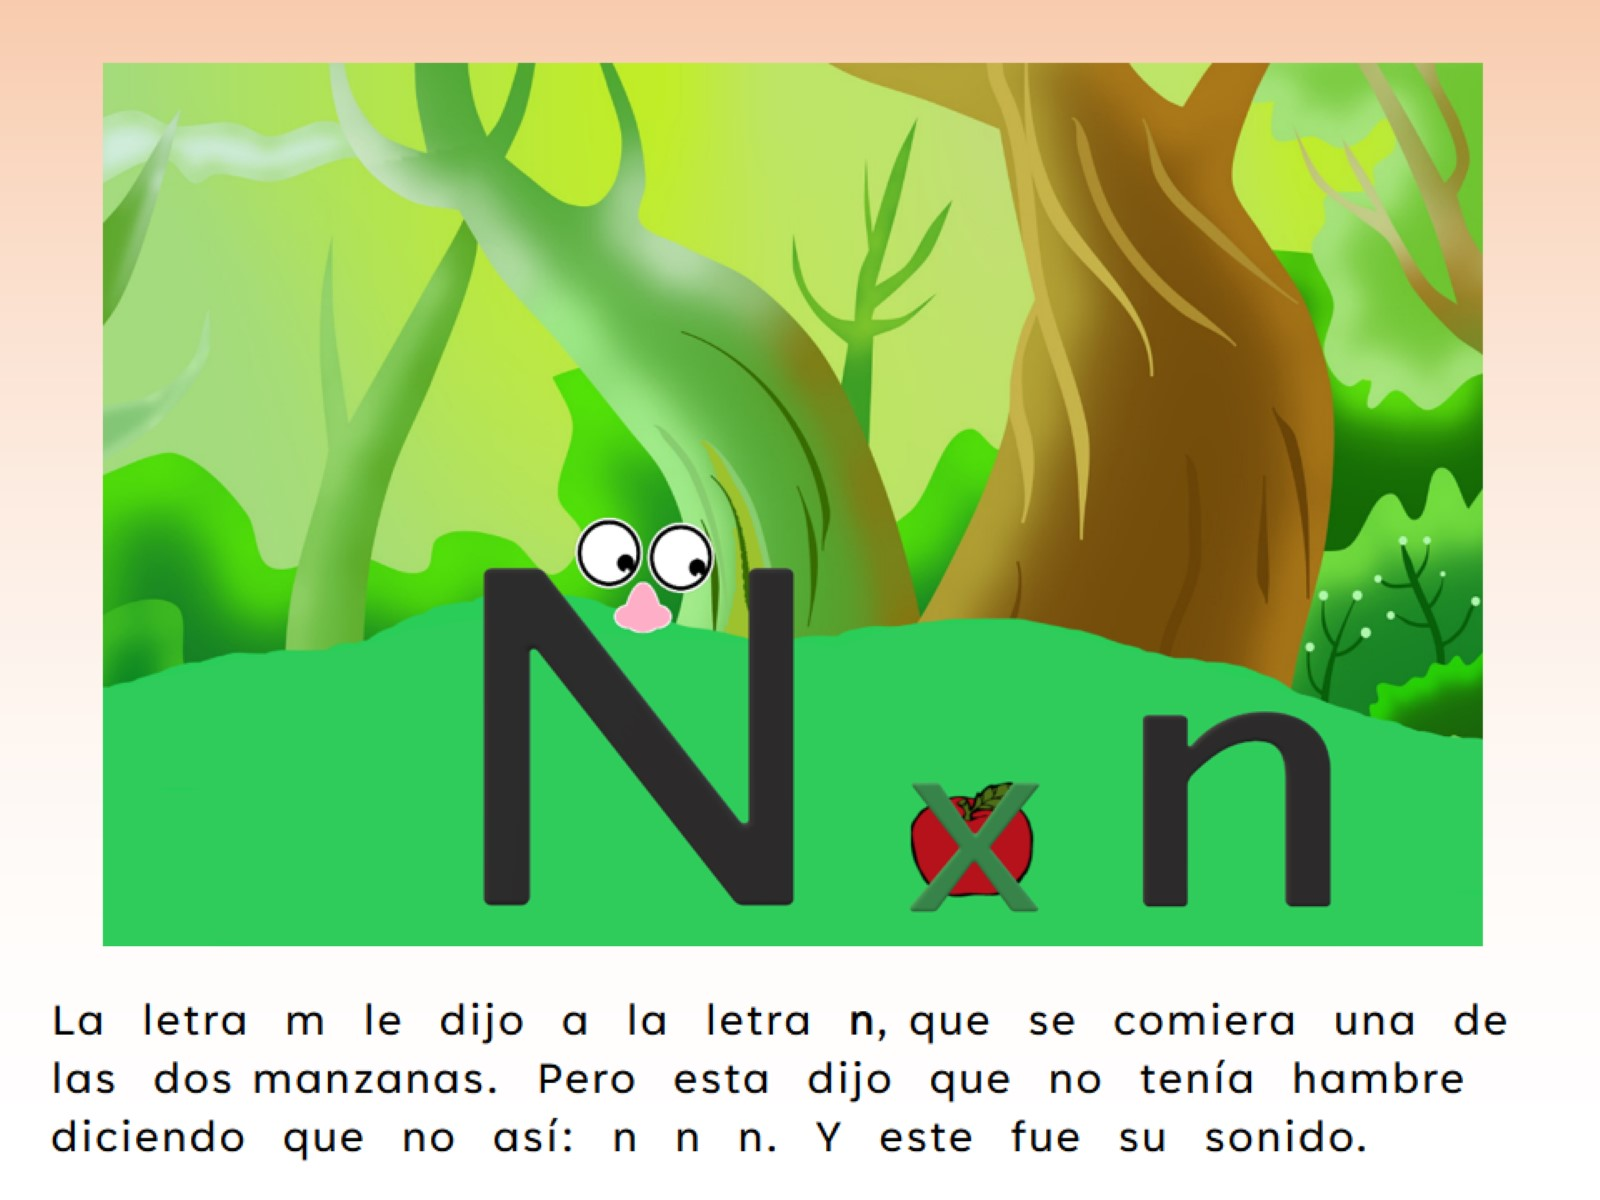 N n
La letra m le dijo a la letra n, que se comiera una de
las dos manzanas. Pero esta dijo que no tenía hambre
diciendo que no así: n n n. Y este fue su sonido.